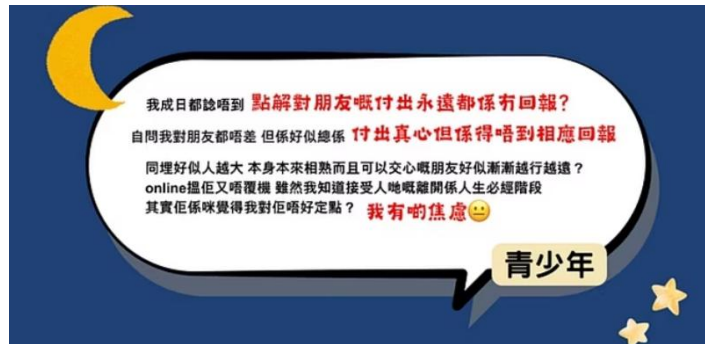 我成日都諗唔到 點解對朋友嘅付出永遠都係冇回報?
自問我對朋友都唔差 但係好似總係 付出真心但係得唔到相應回報
同埋好似人越大 本身本來相熟而且可以交心嘅朋友好似漸漸越行越遠？
online搵佢又唔覆機 雖然我知道接受人哋嘅離開係人生必經階段
其實佢係咪覺得我對佢唔好定點？ 我有啲焦慮😐
青少年